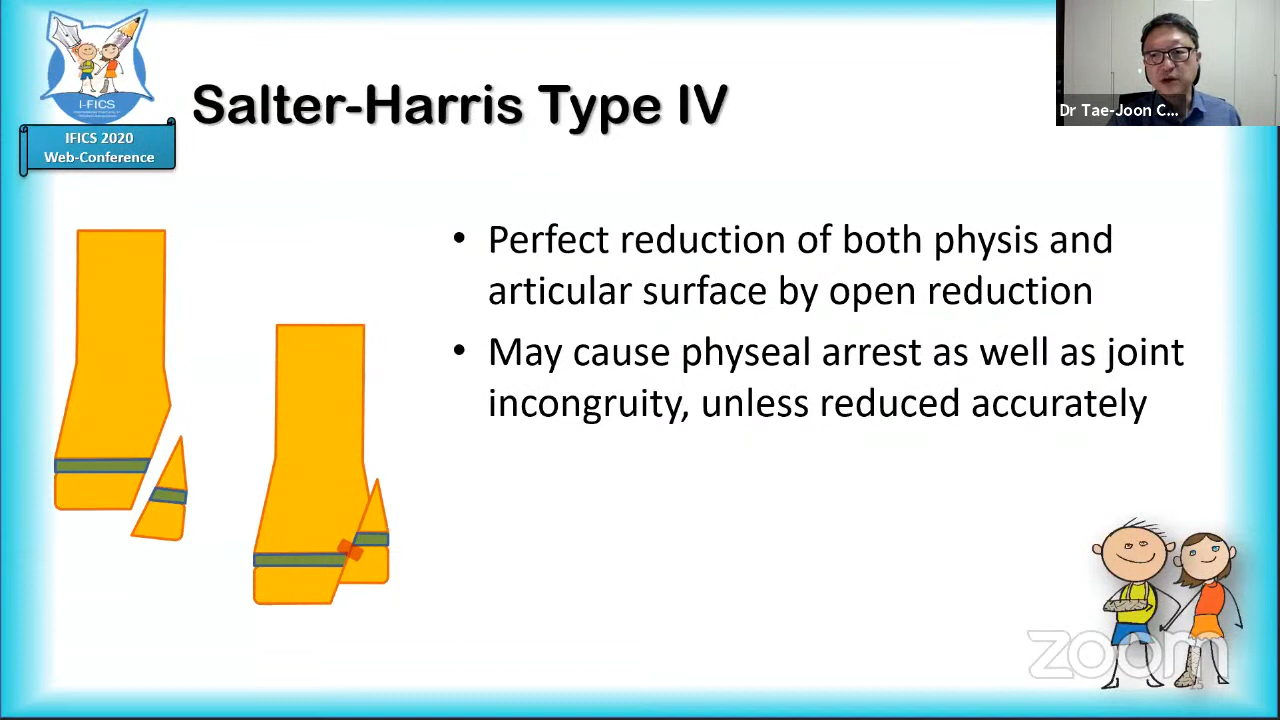 I-FICS
IFICS 2020
Web-Conference
Salter-Harris Type IV
Dr Tae-Joon C...
• Perfect reduction of both physis and
articular surface by open reduction
• May cause physeal arrest as well as joint
incongruity, unless reduced accurately
zoom